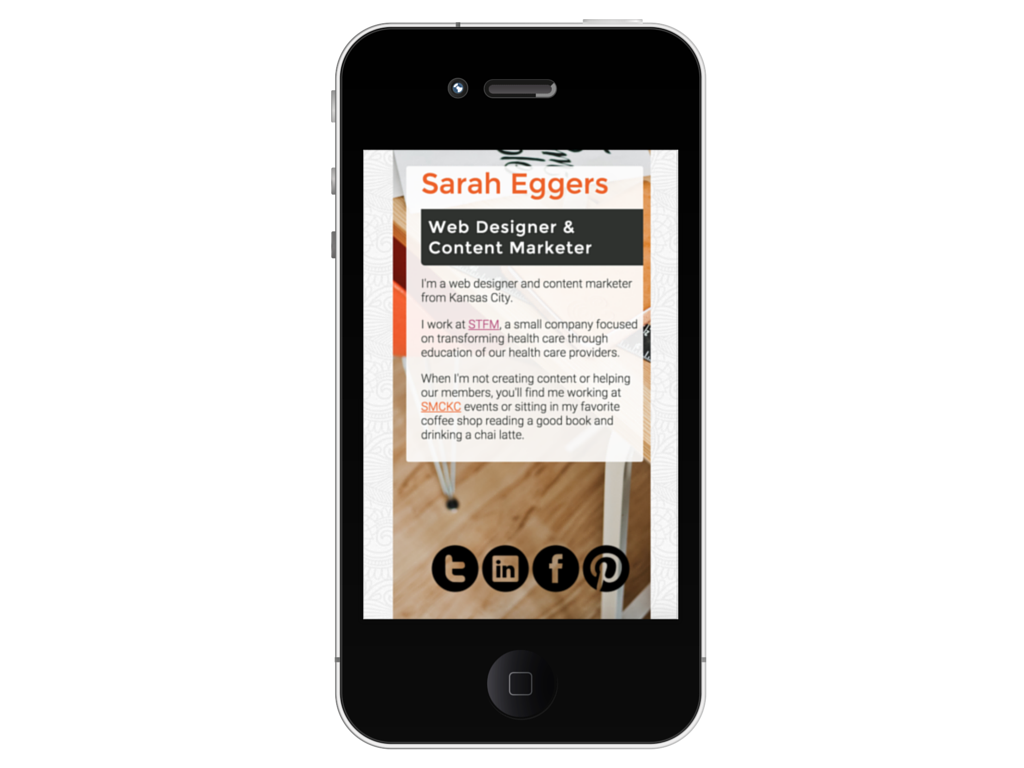 Sarah Eggers
Web Designer &
Content Marketer
I'm a web designer and content marketer
from Kansas City.
I work at STFM, a small company focused
on transforming health care through
education of our health care providers.
When I'm not creating content or helping
our members, you'll find me working at
SMCKC events or sitting in my favorite
coffee shop reading a good book and
drinking a chai latte.
in